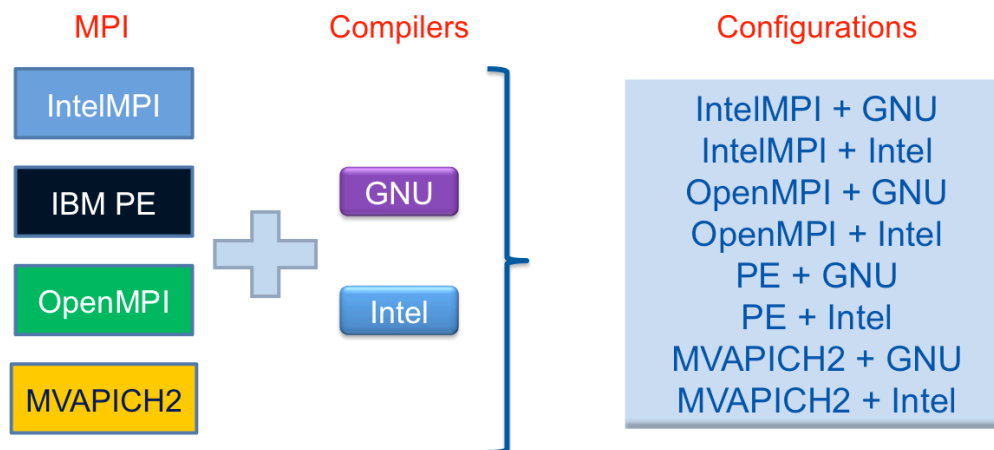 MPI
Compilers
Configurations
IntelMPI
IBM PE
OpenMPI
MVAPICH2
GNU
Intel
IntelMPI + GNU
IntelMPI + Intel
OpenMPI + GNU
OpenMPI + Intel
PE + GNU
PE + Intel
MVAPICH2 + GNU
MVAPICH2 + Intel